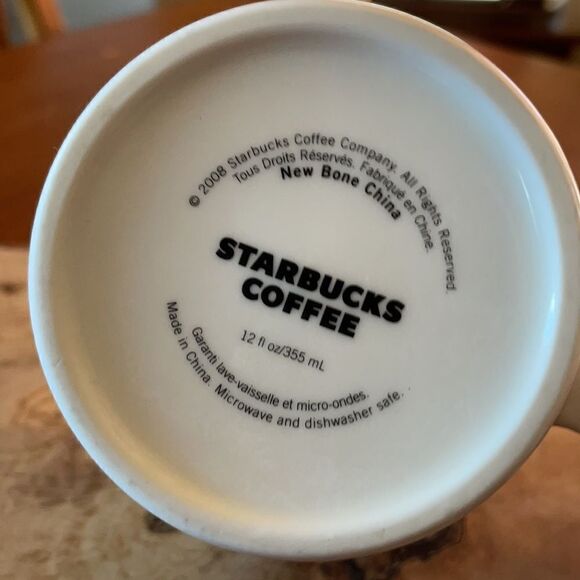 © 2008 Starbucks Coffee Company. All Rights Reserved.
Tous Droits Réservés. Fabriqué en Chine.
New Bone China
STARBUCKS
COFFEE
12 fl oz/355 mL
Garanti lave-vaisselle et micro-ondes.
Made in China. Microwave and dishwasher safe.